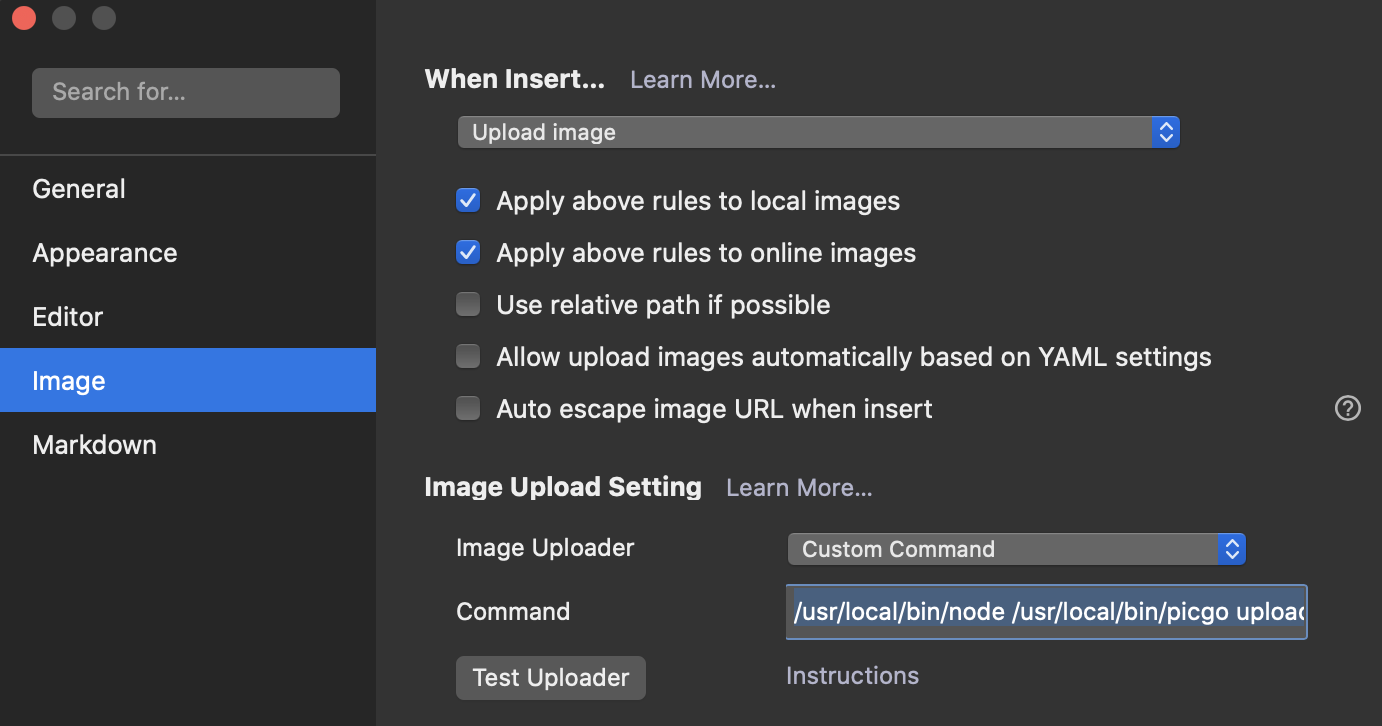 Search for...
General
Appearance
Editor
Image
Markdown
When Insert... Learn More...
Upload image
Apply above rules to local images
Apply above rules to online images
Use relative path if possible
Allow upload images automatically based on YAML settings
Auto escape image URL when insert
?
Image Upload Setting Learn More...
Image Uploader Custom Command
Command /usr/local/bin/node /usr/local/bin/picgo
Test Uploader Instructions